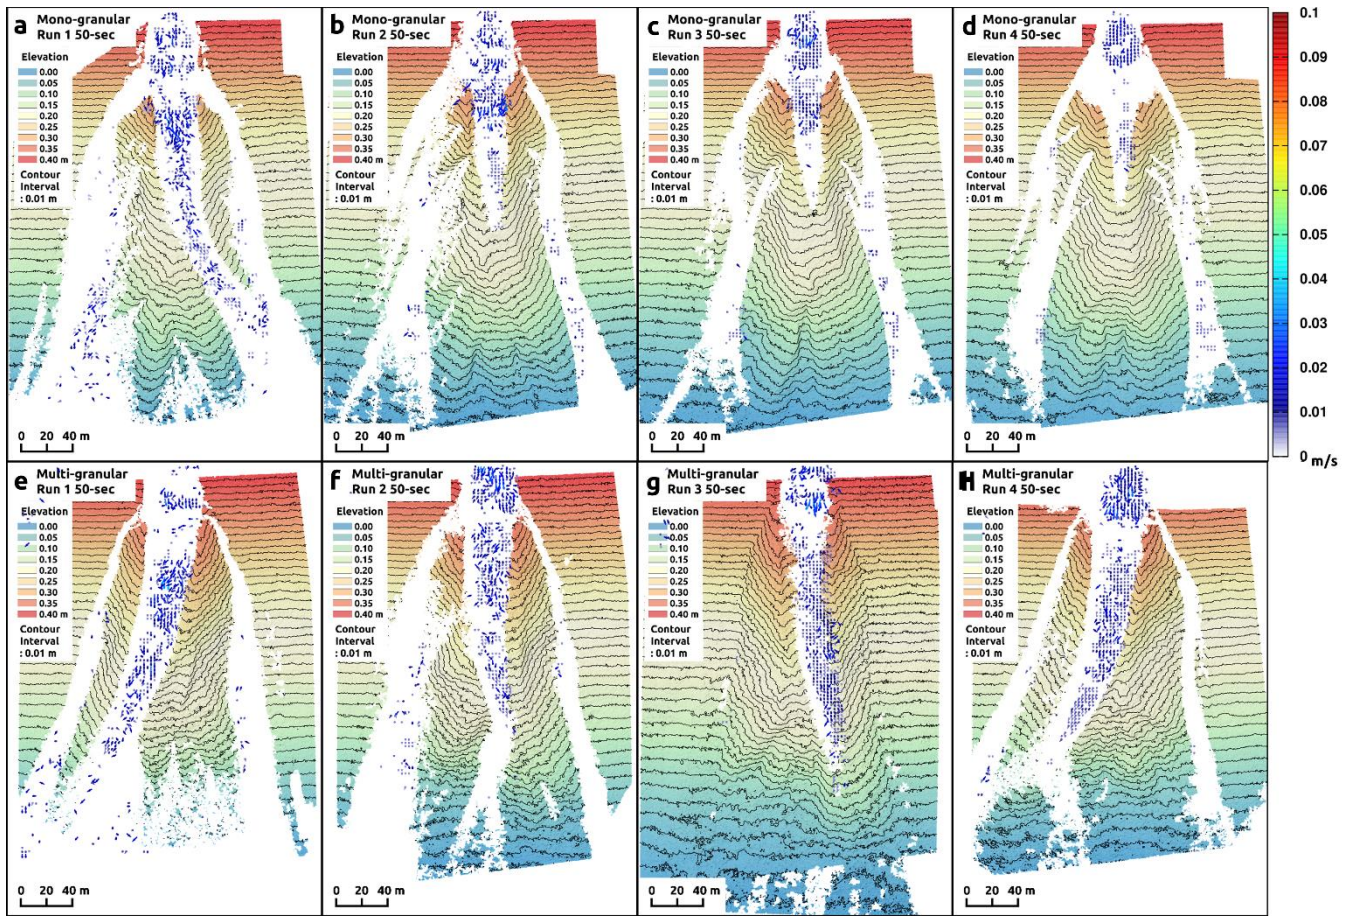 a Mono-granular
Run 1 50-sec
Elevation
0.00
0.05
0.10
0.15
0.20
0.25
0.30
0.35
0.40 m
Contour
Interval
: 0.01 m
0 20 40 m
b Mono-granular
Run 2 50-sec
Elevation
0.00
0.05
0.10
0.15
0.20
0.25
0.30
0.35
0.40 m
Contour
Interval
: 0.01 m
0 20 40 m
c Mono-granular
Run 3 50-sec
Elevation
0.00
0.05
0.10
0.15
0.20
0.25
0.30
0.35
0.40 m
Contour
Interval
: 0.01 m
0 20 40 m
d Mono-granular
Run 4 50-sec
Elevation
0.00
0.05
0.10
0.15
0.20
0.25
0.30
0.35
0.40 m
Contour
Interval
: 0.01 m
0 20 40 m
0.1
0.09
0.08
0.07
0.06
0.05
0.04
0.03
0.02
0.01
0 m/s
e Multi-granular
Run 1 50-sec
Elevation
0.00
0.05
0.10
0.15
0.20
0.25
0.30
0.35
0.40 m
Contour
Interval
: 0.01 m
0 20 40 m
f Multi-granular
Run 2 50-sec
Elevation
0.00
0.05
0.10
0.15
0.20
0.25
0.30
0.35
0.40 m
Contour
Interval
: 0.01 m
0 20 40 m
g Multi-granular
Run 3 50-sec
Elevation
0.00
0.05
0.10
0.15
0.20
0.25
0.30
0.35
0.40 m
Contour
Interval
: 0.01 m
0 20 40 m
H Multi-granular
Run 4 50-sec
Elevation
0.00
0.05
0.10
0.15
0.20
0.25
0.30
0.35
0.40 m
Contour
Interval
: 0.01 m
0 20 40 m